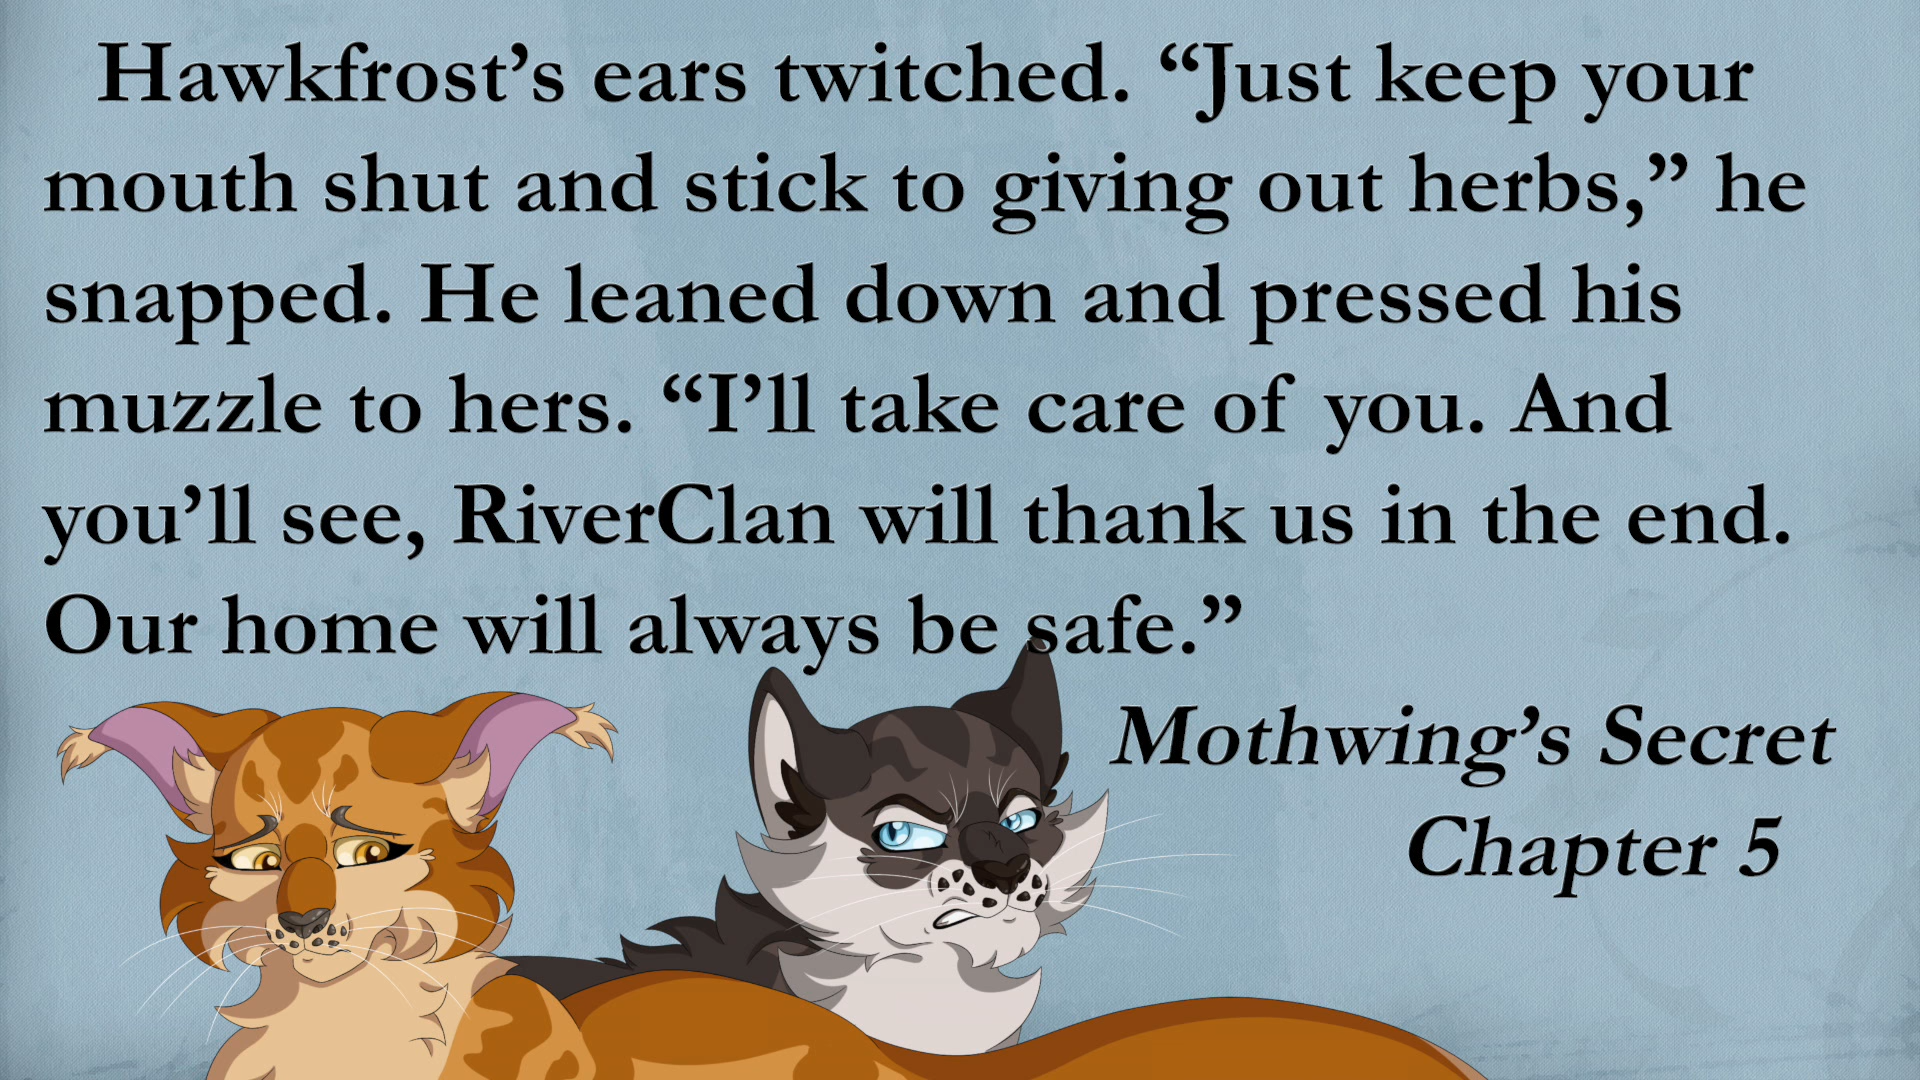 Hawkfrost’s ears twitched. “Just keep your
mouth shut and stick to giving out herbs,” he
snapped. He leaned down and pressed his
muzzle to hers. “I’ll take care of you. And
you’ll see, RiverClan will thank us in the end.
Our home will always be safe.”
Mothwing’s Secret
Chapter 5